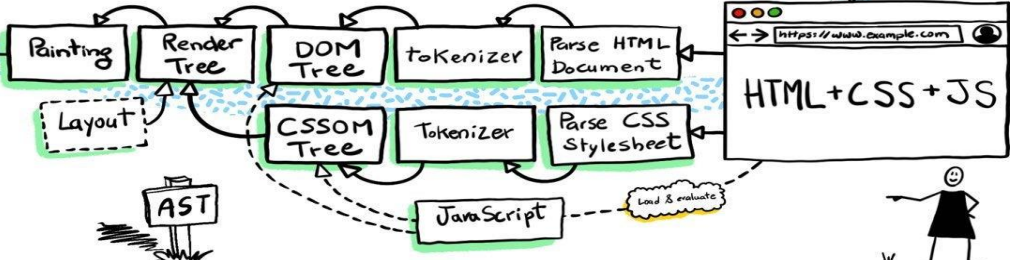 Painting
Render
Tree
DOM
Tree
tokenizer
Parse HTML
Document
https://www.example.com
HTML+CSS+JS
Layout
CSSOM
Tree
Tokenizer
Parse CSS
Stylesheet
AST
JavaScript
Load & evaluate